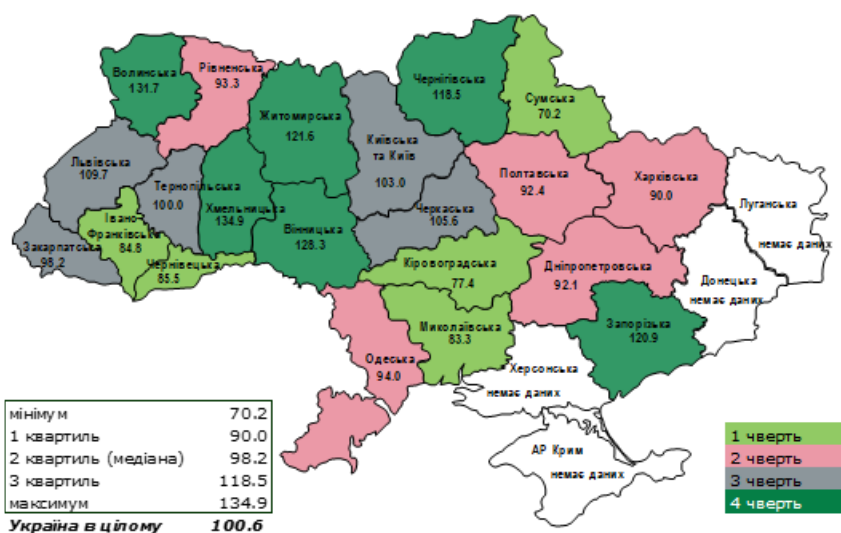 Волинська
131.7
Рівненська
93.3
Житомирська
121.6
Київська
та Київ
103.0
Чернігівська
118.5
Сумська
70.2
Львівська
109.7
Тернопільська
100.0
Хмельницька
134.9
Вінницька
128.3
Черкаська
105.6
Полтавська
92.4
Харківська
90.0
Луганська
немає даних
Івано
Франківська
84.8
Закарпатська
98.2
Чернівецька
85.5
Кіровоградська
77.4
Дніпропетровська
92.1
Донецька
немає даних
Миколаївська
83.3
Запорізька
120.9
Одеська
94.0
Херсонська
немає даних
АР Крим
немає даних
мінімум 70.2
1 квартиль 90.0
2 квартиль (медіана) 98.2
3 квартиль 118.5
максимум 134.9
Україна в цілому 100.6
1 чверть
2 чверть
3 чверть
4 чверть